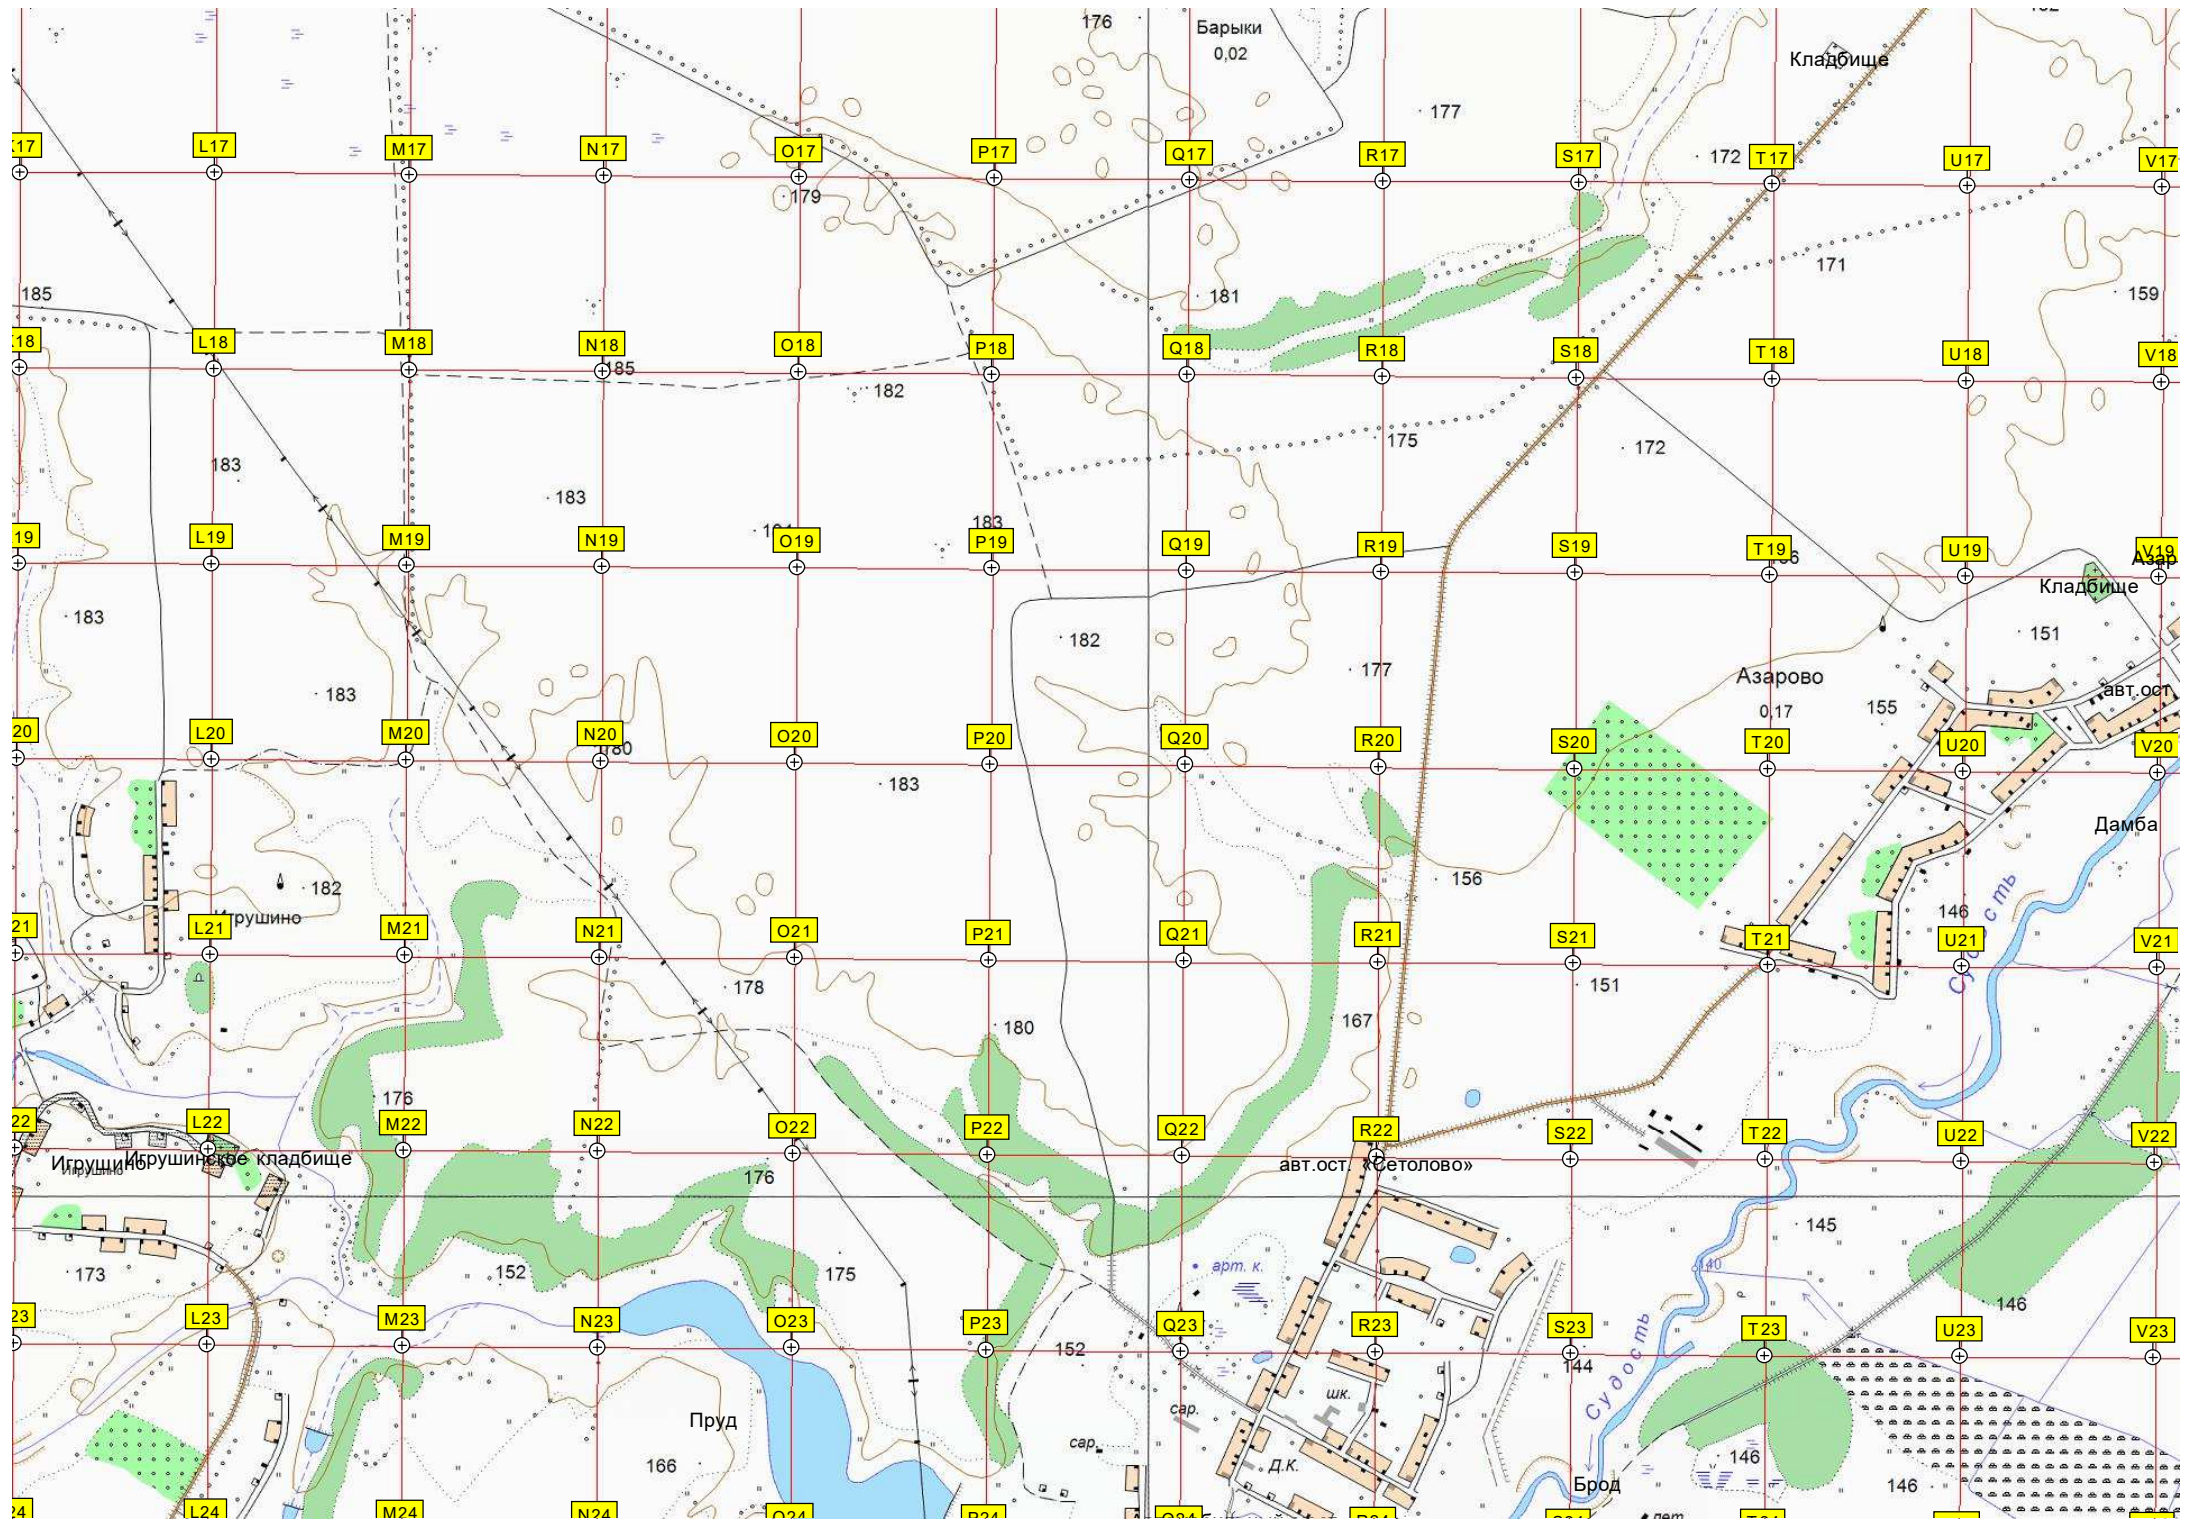 176
Барыки
0,02
Кладбище
177
L17
M17
N17
O17
P17
Q17
R17
S17
172
T17
U17
V17
179
185
181
171
159
L18
M18
N18
O18
P18
Q18
R18
S18
T18
U18
V18
185
182
183
183
175
172
183
L19
M19
N19
O19
P19
Q19
R19
S19
T19
U19
V19
Кладбище
183
182
151
183
177
Азарово
0,17
155
авт.ост.
L20
M20
N20
O20
P20
Q20
R20
S20
T20
U20
V20
183
Дамба
182
156
Игрушино
146
Судость
L21
M21
N21
O21
P21
Q21
R21
S21
T21
U21
V21
178
151
180
167
176
L22
M22
N22
O22
P22
Q22
R22
S22
T22
U22
V22
Игрушино
Игрушино
Игрушинское кладбище
авт.ост. «Сетолово»
176
145
173
152
175
арт. к.
140
146
L23
M23
N23
O23
P23
Q23
R23
S23
T23
U23
V23
152
144
Судость
шк.
сар.
Пруд
сар.
166
Д.К.
146
Брод
146
L24
M24
N24
O24
P24